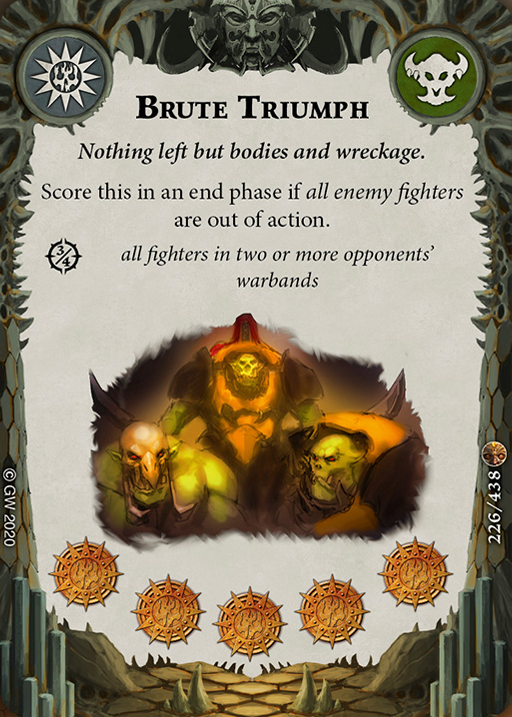 BRUTE TRIUMPH
Nothing left but bodies and wreckage.
Score this in an end phase if all enemy fighters
are out of action.
3/4
all fighters in two or more opponents'
warbands
© GW 2020
226/438